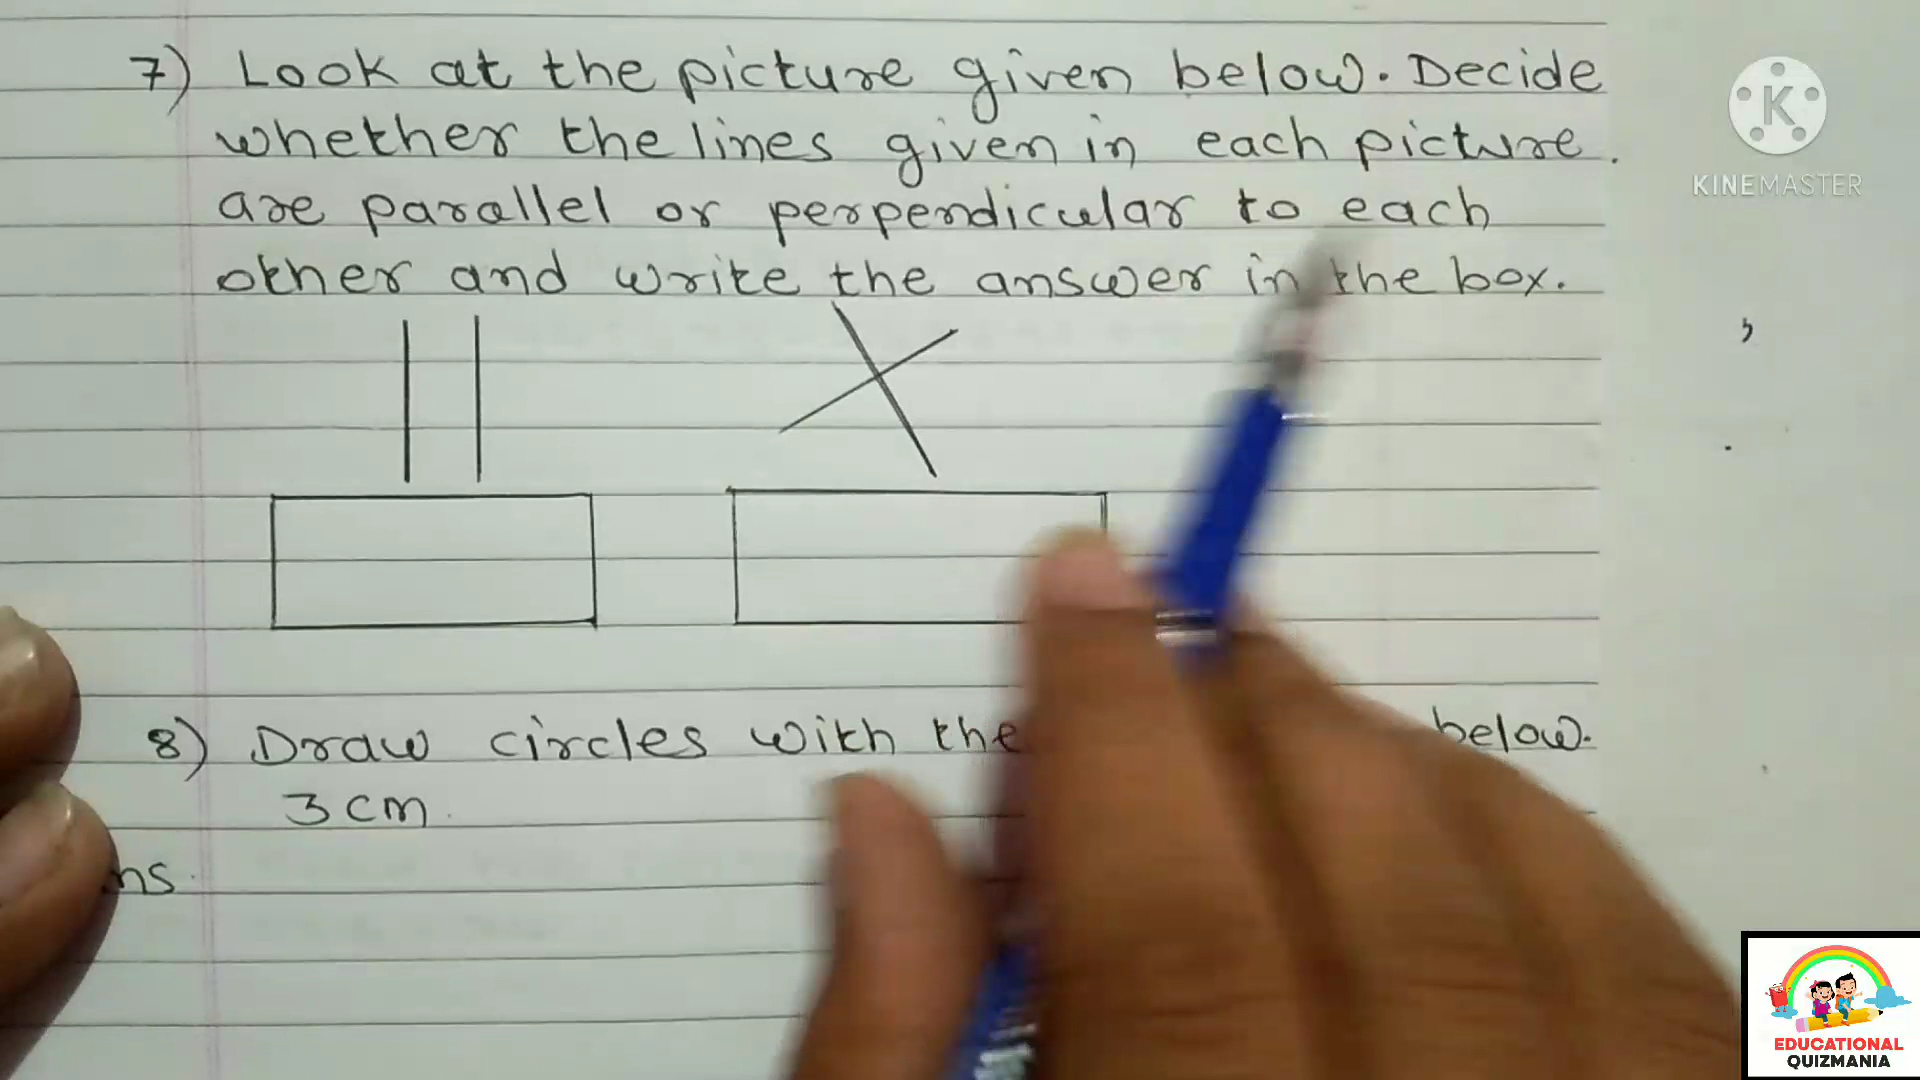 7) Look at the picture given below. Decide
whether the lines given in each picture.
are parallel or perpendicular to each
other and write the answer in the box.
8) Draw circles with the below.
3 cm.
ns.
KINEMASTER
EDUCATIONAL
QUIZMANIA